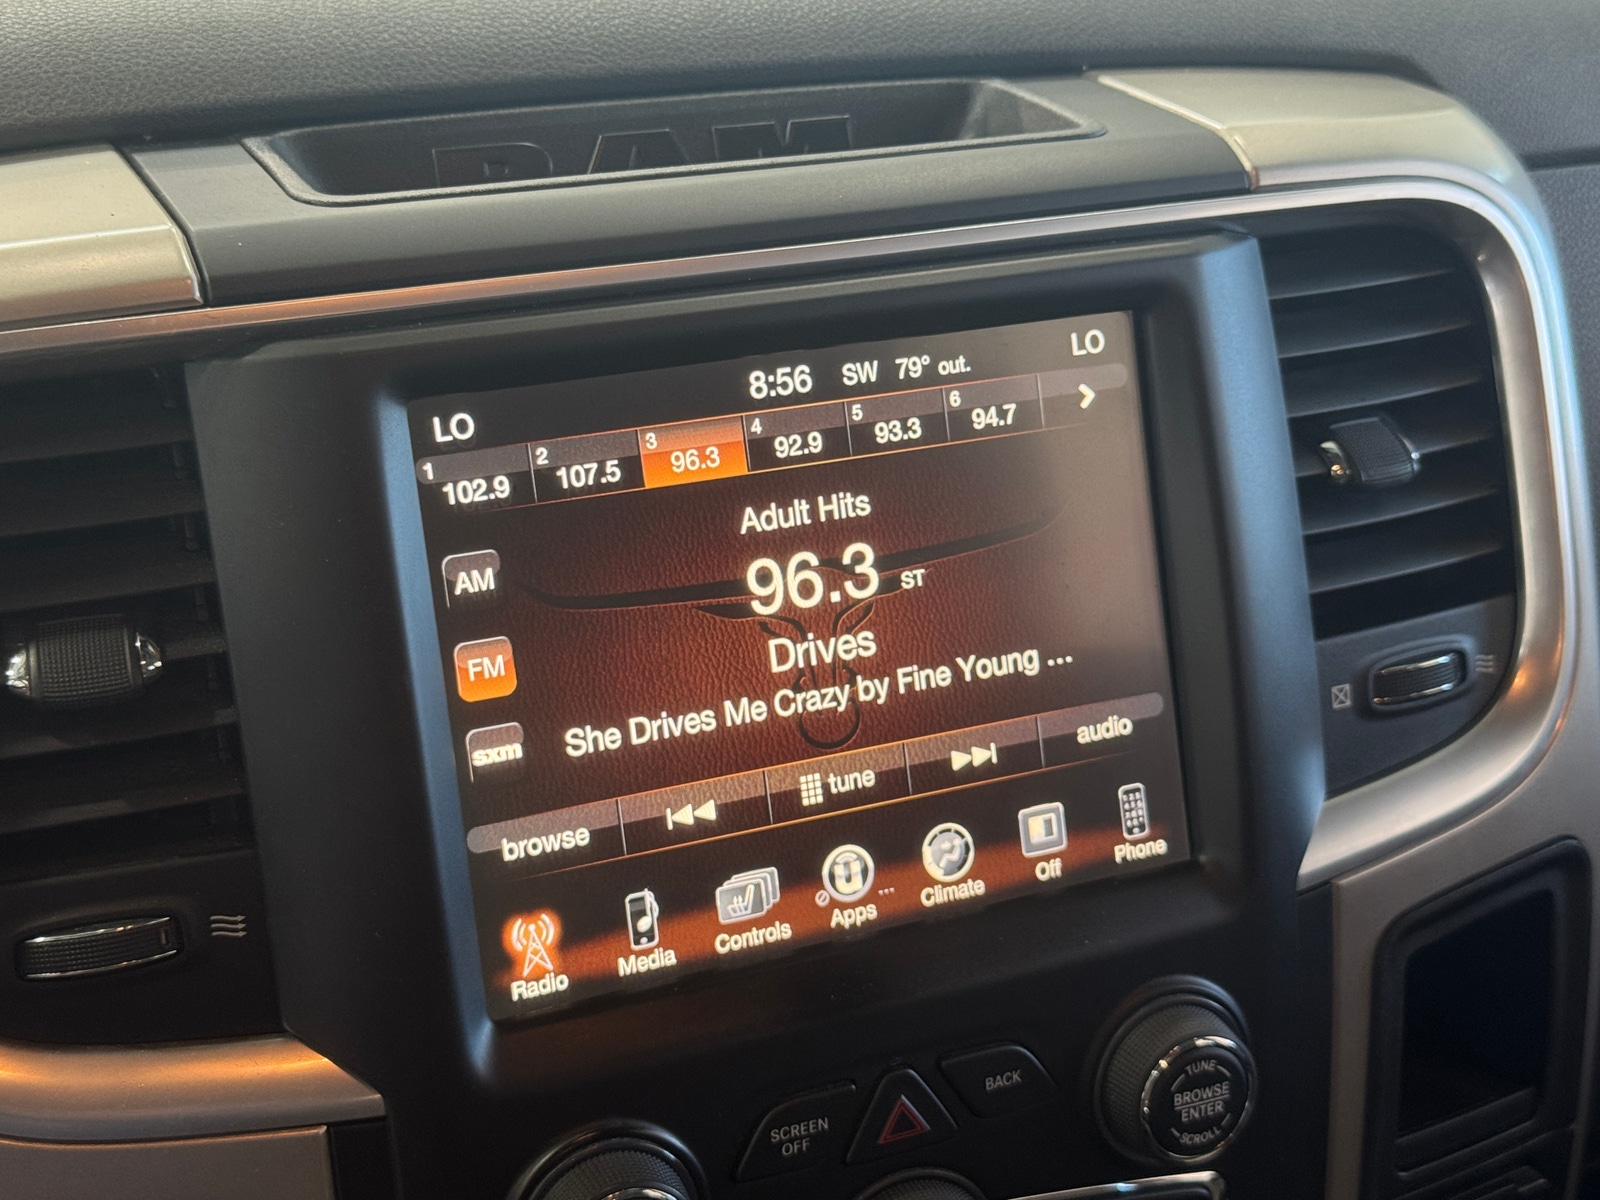 RAM
LO
8:56 SW 79° out.
LO
1 102.9
2 107.5
3 96.3
4 92.9
5 93.3
6 94.7
Adult Hits
AM
96.3 ST
FM
Drives
She Drives Me Crazy by Fine Young ...
sxm
browse
tune
audio
Radio
Media
Controls
Apps
...
Climate
Off
Phone
SCREEN
OFF
BACK
TUNE
BROWSE
ENTER
SCROLL